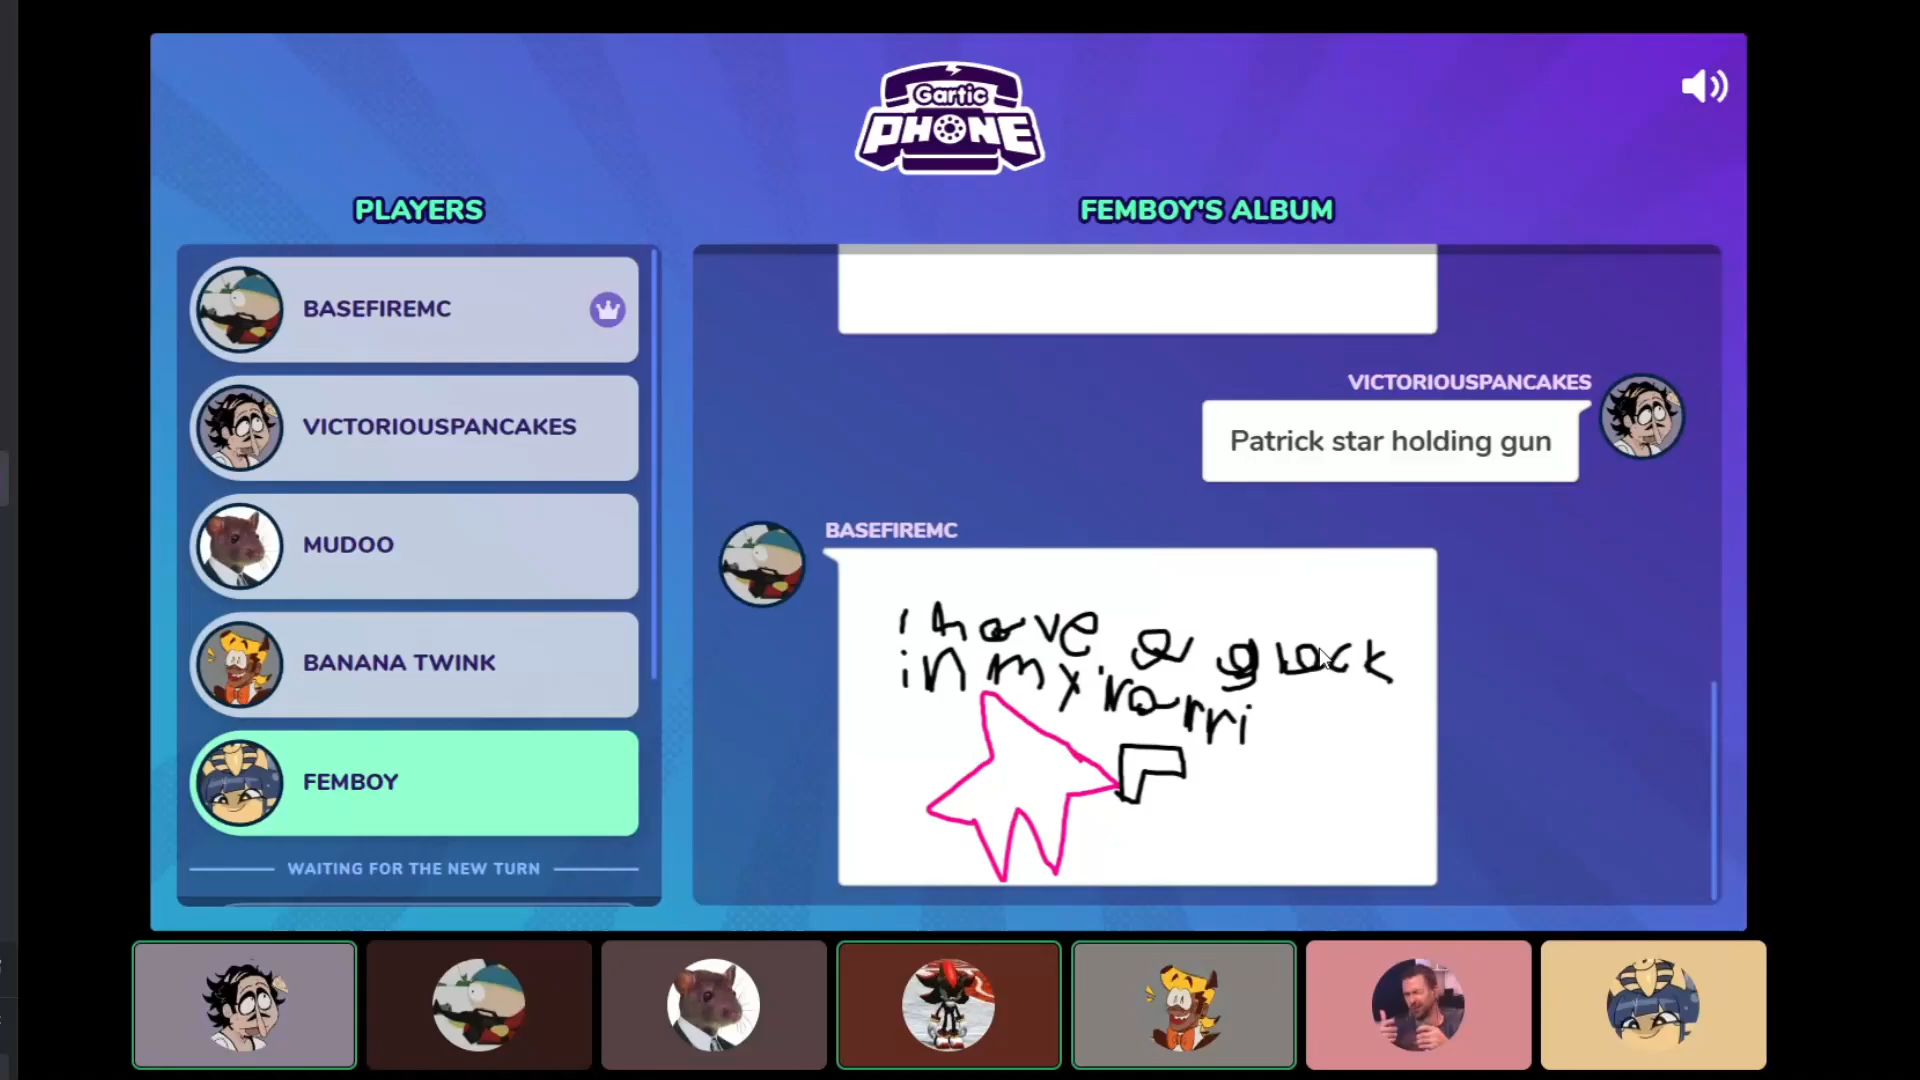 Gartic
PHONE
PLAYERS
BASEFIREMC
VICTORIOUSPANCAKES
MUDOO
BANANA TWINK
FEMBOY
WAITING FOR THE NEW TURN
FEMBOY'S ALBUM
VICTORIOUSPANCAKES
Patrick star holding gun
BASEFIREMC
i have a glock
in my 'rarri